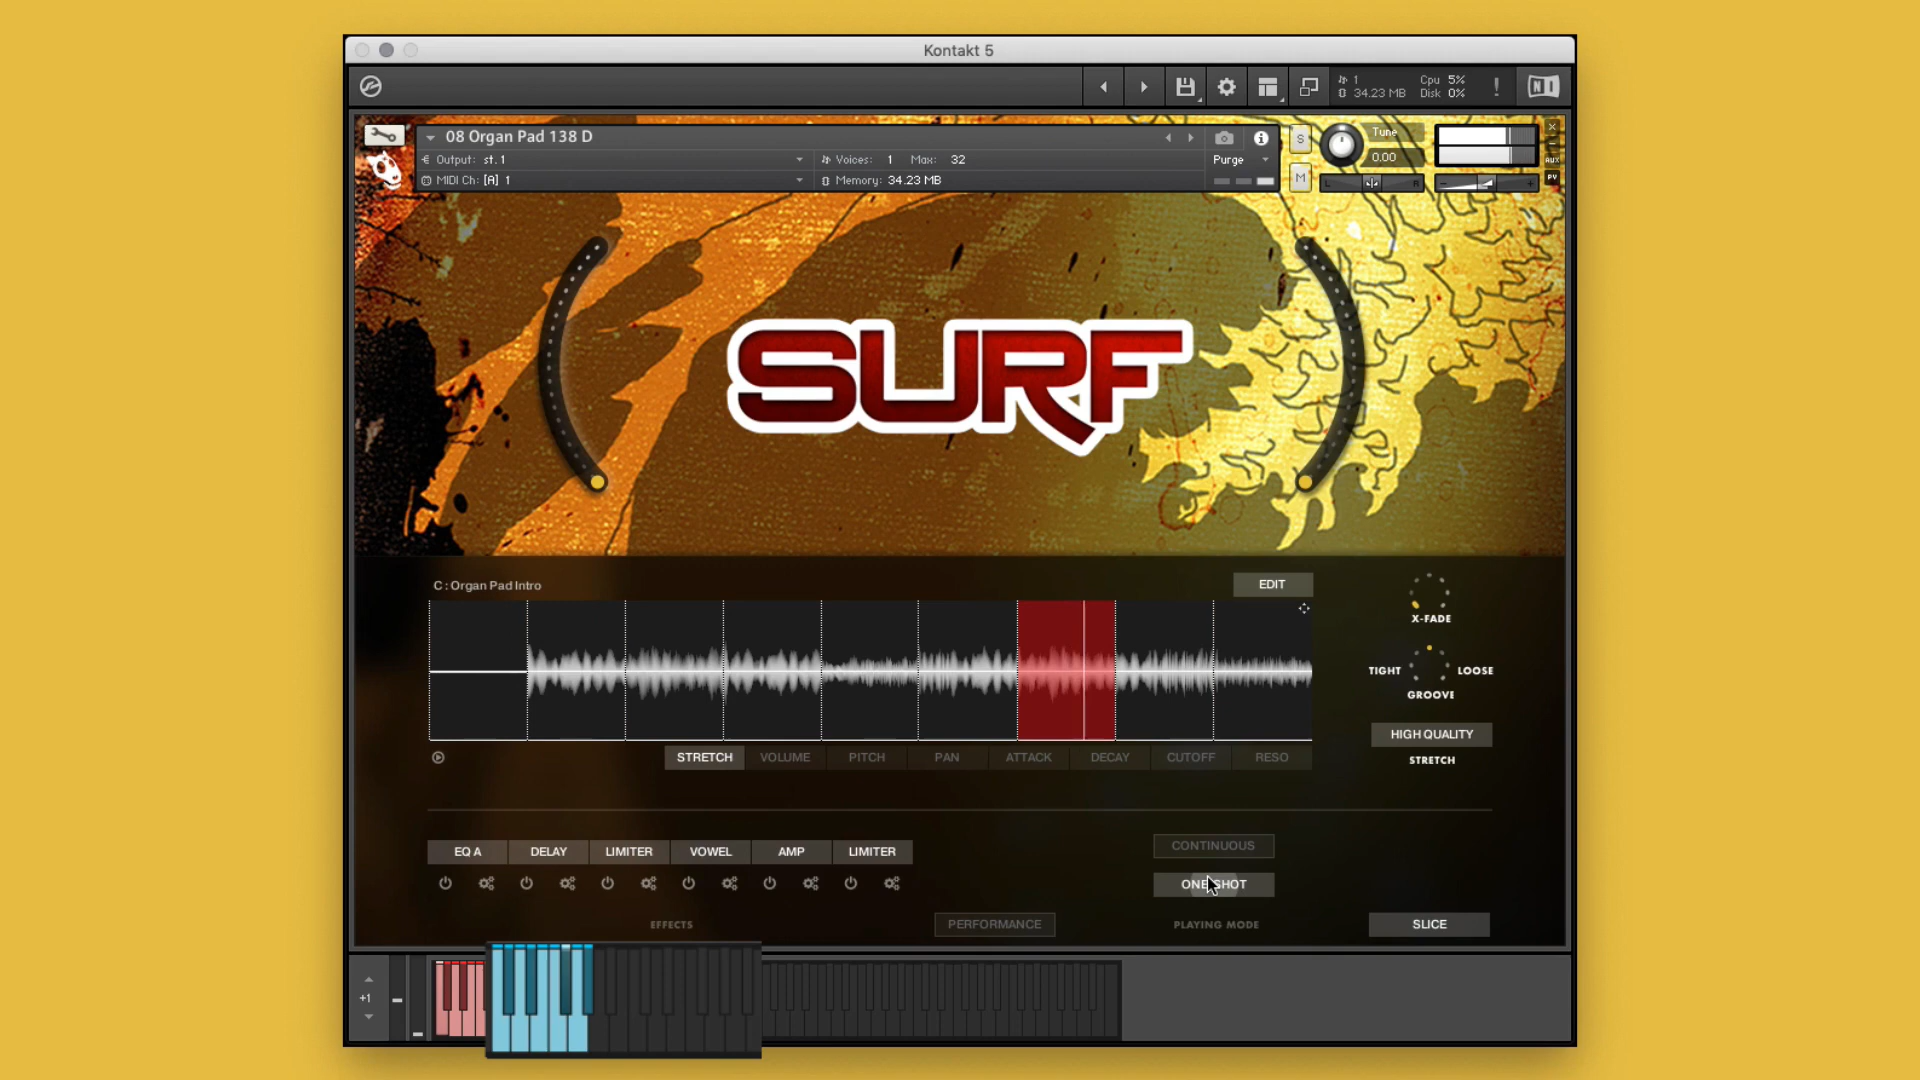 Kontakt 5
1
Cpu 5%
34.23 MB
Disk 0%
!
NI
08 Organ Pad 138 D
Output: st.1
Voices: 1 Max: 32
Purge
MIDI Ch: [A] 1
Memory: 34.23 MB
S
M
Tune
0.00
L
R
AUX
PV
SURF
C : Organ Pad Intro
EDIT
X-FADE
TIGHT
LOOSE
GROOVE
HIGH QUALITY
STRETCH
STRETCH VOLUME PITCH PAN ATTACK DECAY CUTOFF RESO
EQ A DELAY LIMITER VOWEL AMP LIMITER
CONTINUOUS
ONE SHOT
EFFECTS
PERFORMANCE
PLAYING MODE
SLICE
+1